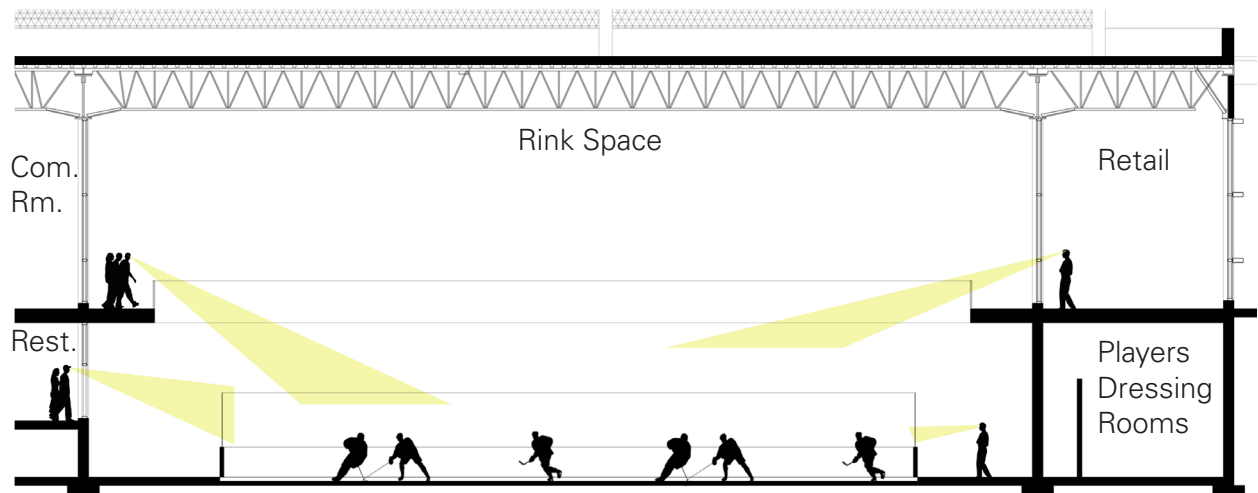 Rink Space
Com.
Rm.
Retail
Rest.
Players
Dressing
Rooms